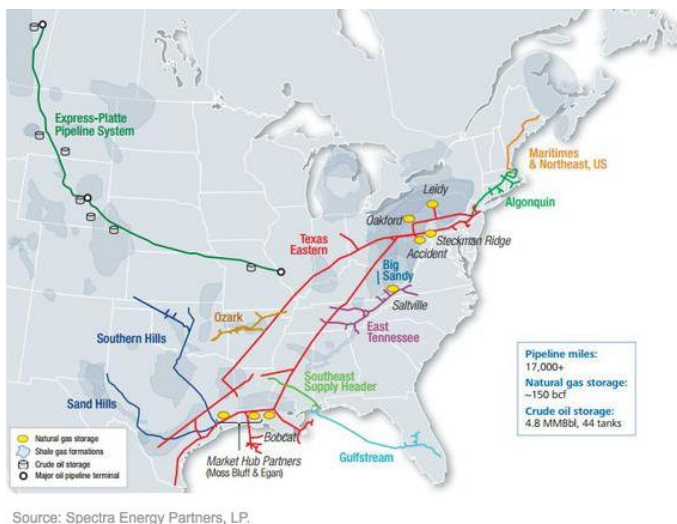 Express-Platte
Pipeline System
Maritimes
& Northeast, US
Leidy
Algonquin
Oakford
Texas
Eastern
Steckman Ridge
Accident
Big
Sandy
Saltville
Ozark
East
Tennessee
Southern Hills
Southeast
Supply Header
Sand Hills
Bobcat
Market Hub Partners
(Moss Bluff & Egan)
Gulfstream
Pipeline miles:
17,000+
Natural gas storage:
~150 bcf
Crude oil storage:
4.8 MMBbl, 44 tanks
Natural gas storage
Shale gas formations
Crude oil storage
Major oil pipeline terminal
Source: Spectra Energy Partners, LP.